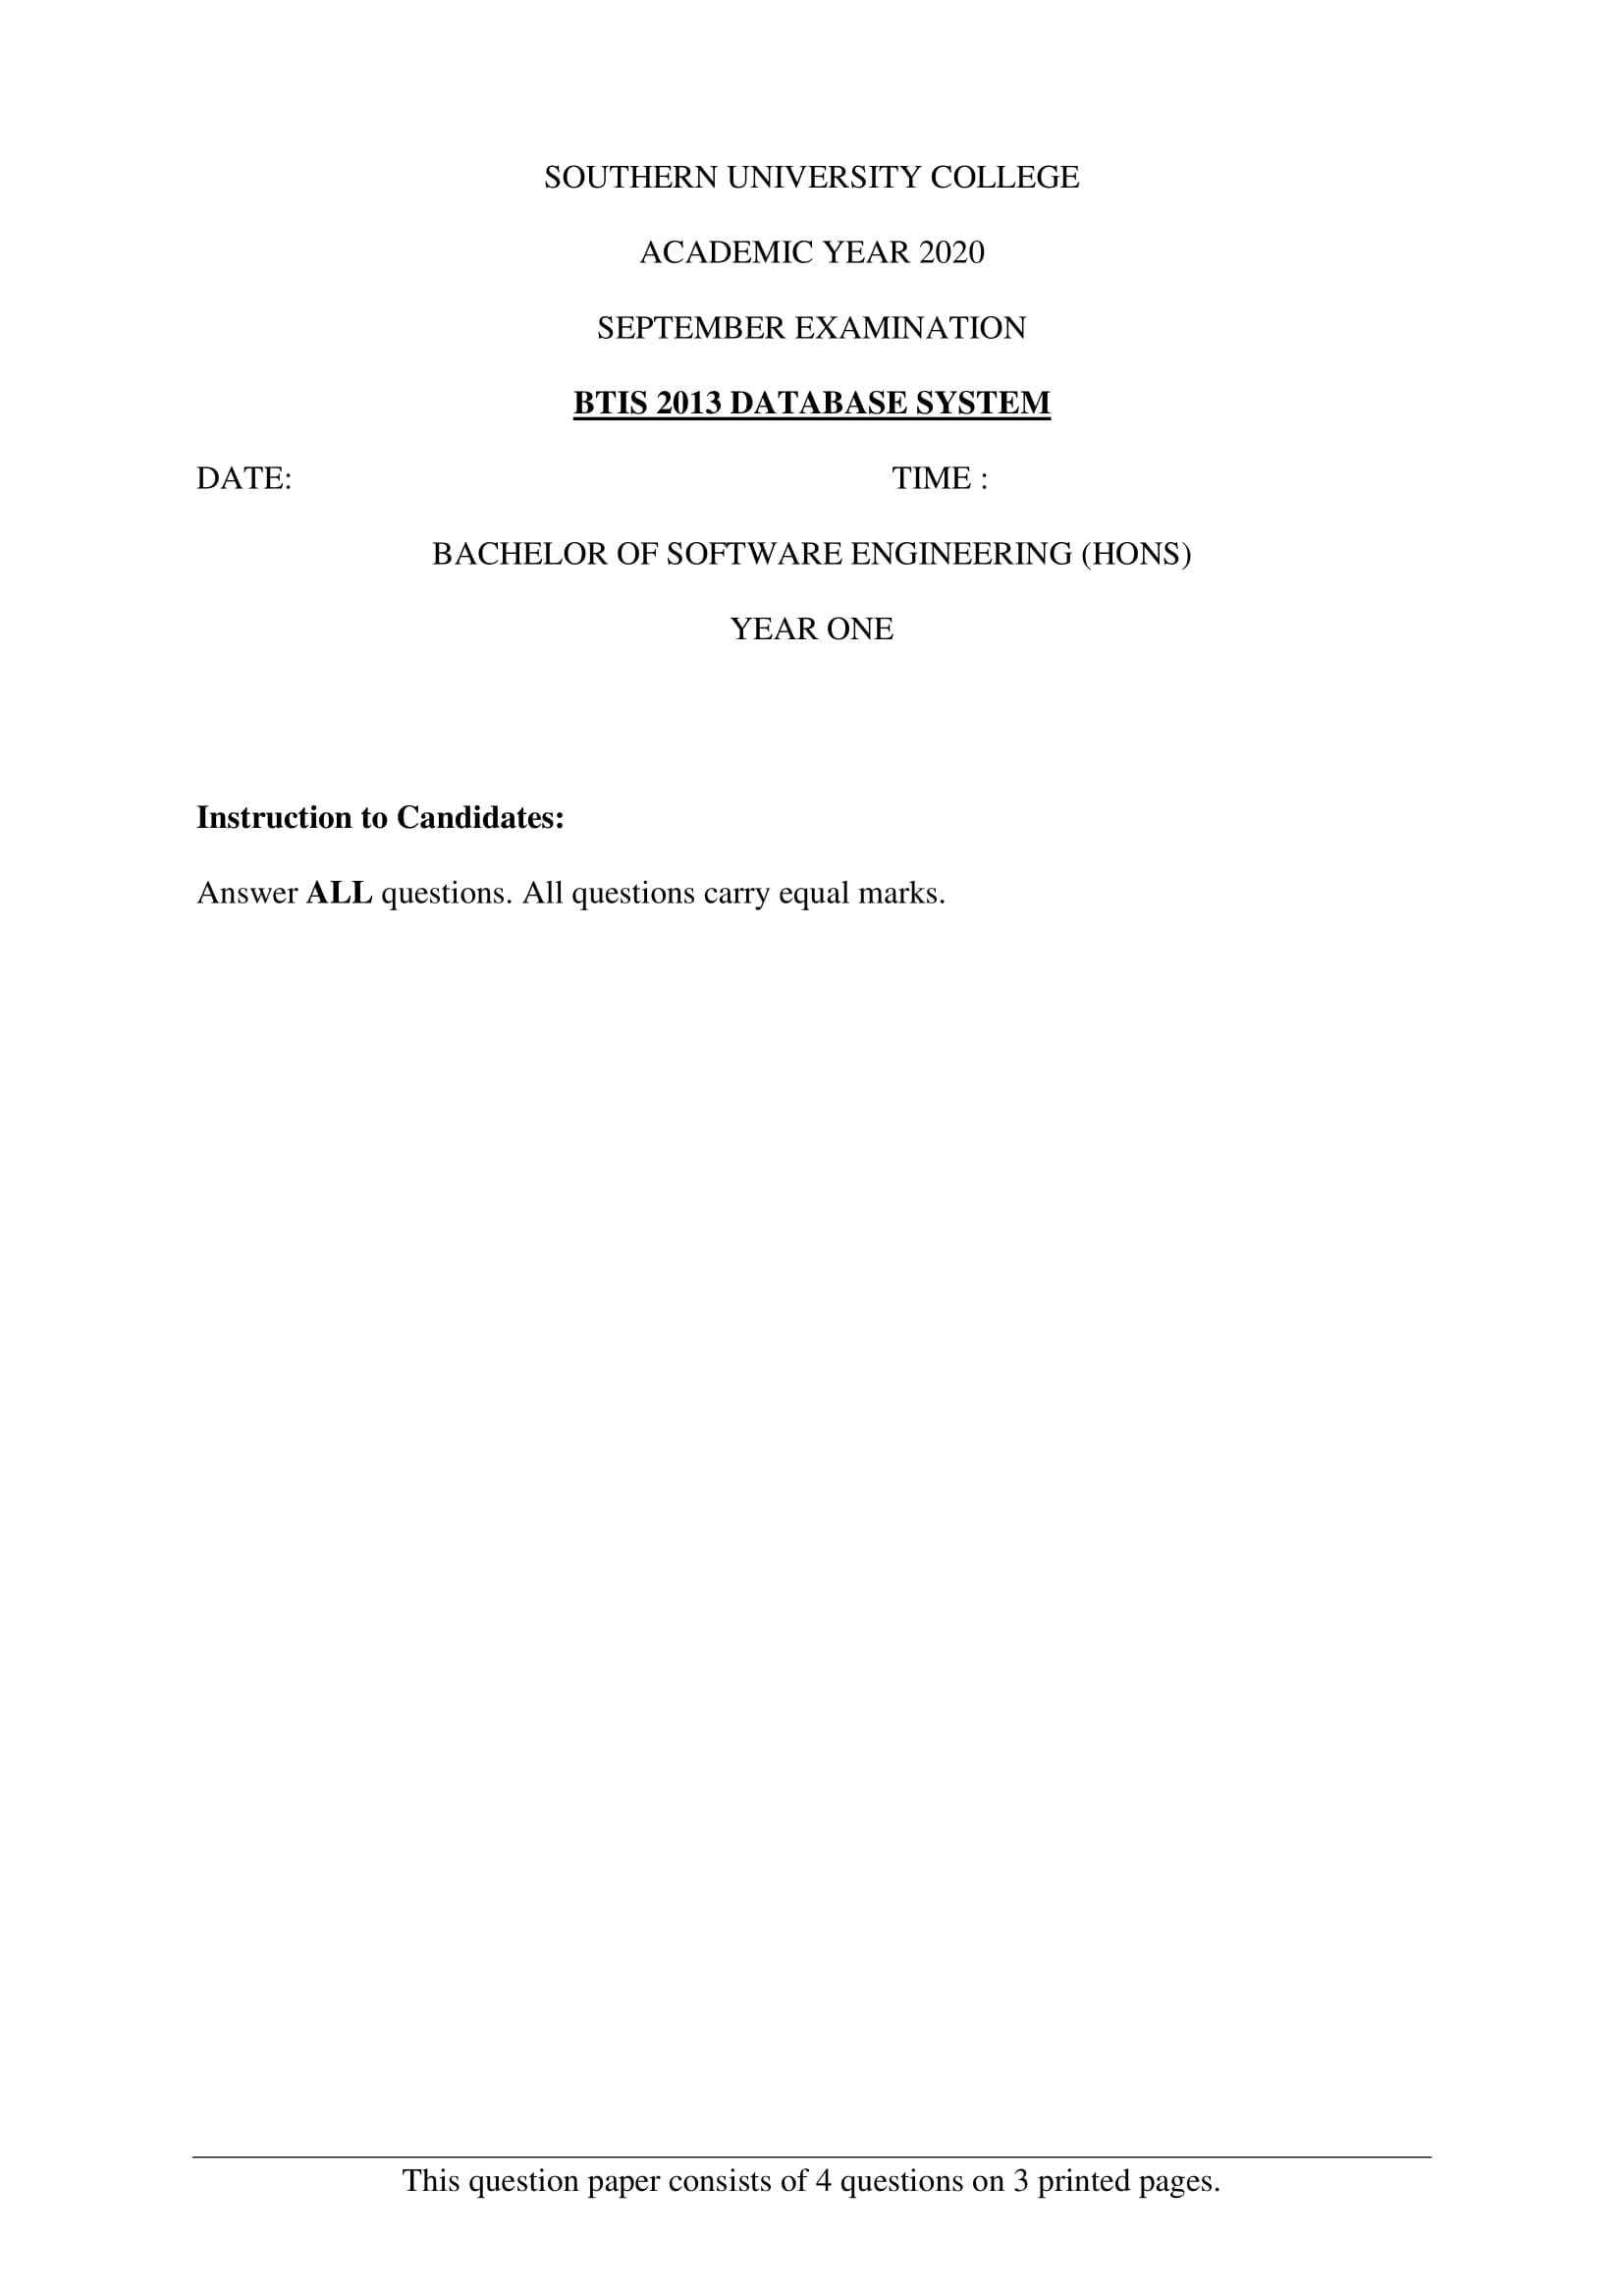 SOUTHERN UNIVERSITY COLLEGE
ACADEMIC YEAR 2020
SEPTEMBER EXAMINATION
BTIS 2013 DATABASE SYSTEM
DATE: TIME :
BACHELOR OF SOFTWARE ENGINEERING (HONS)
YEAR ONE
Instruction to Candidates:
Answer ALL questions. All questions carry equal marks.
This question paper consists of 4 questions on 3 printed pages.